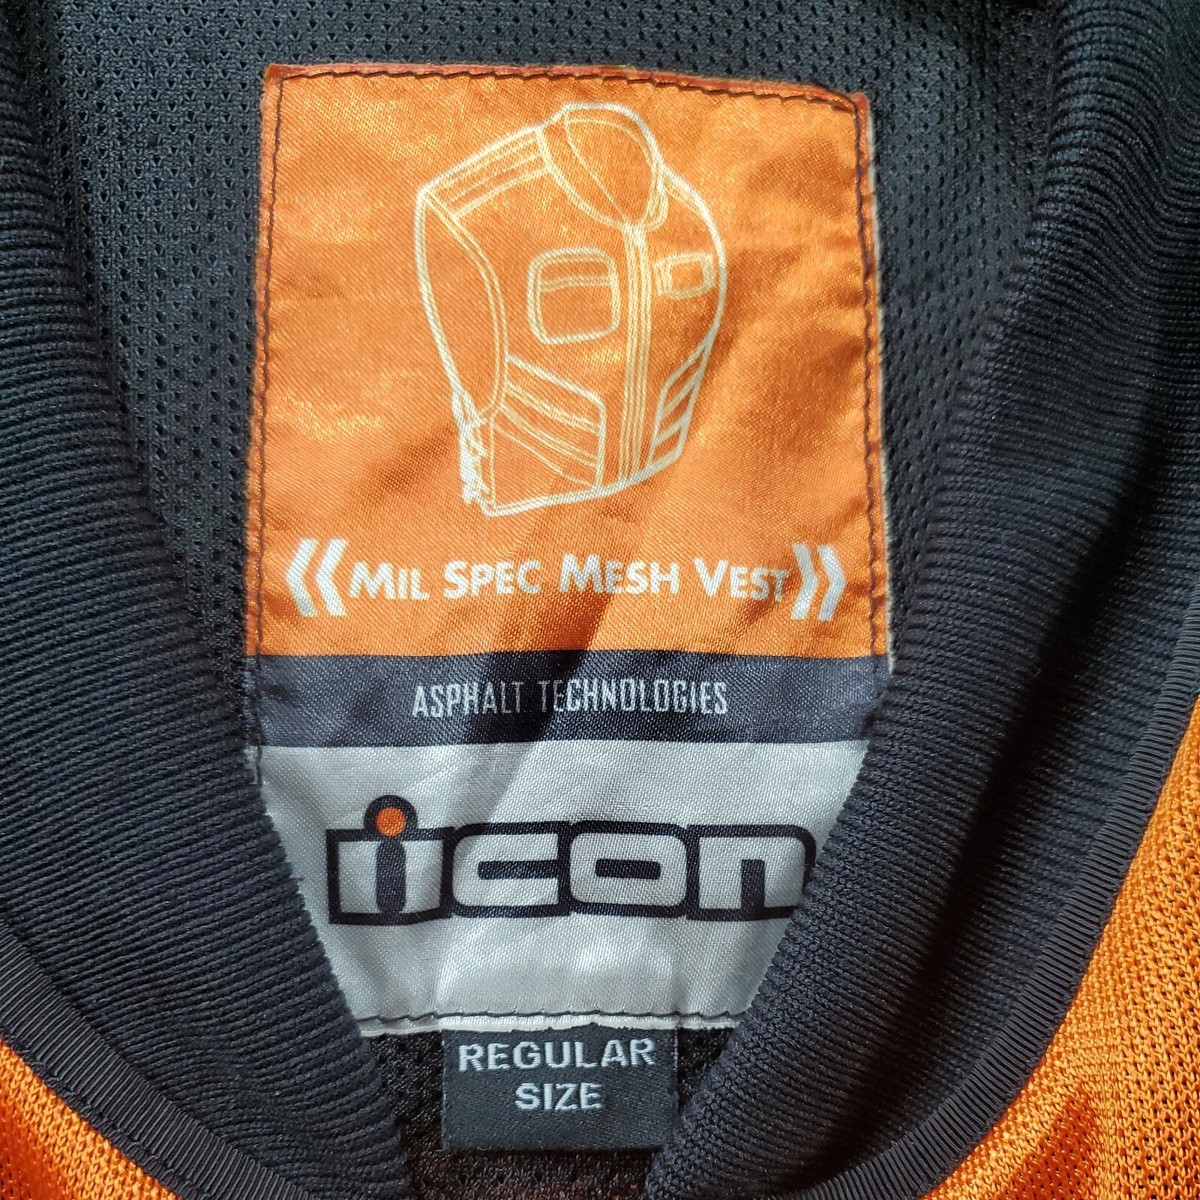 MIL SPEC MESH VEST
ASPHALT TECHNOLOGIES
icon
REGULAR
SIZE